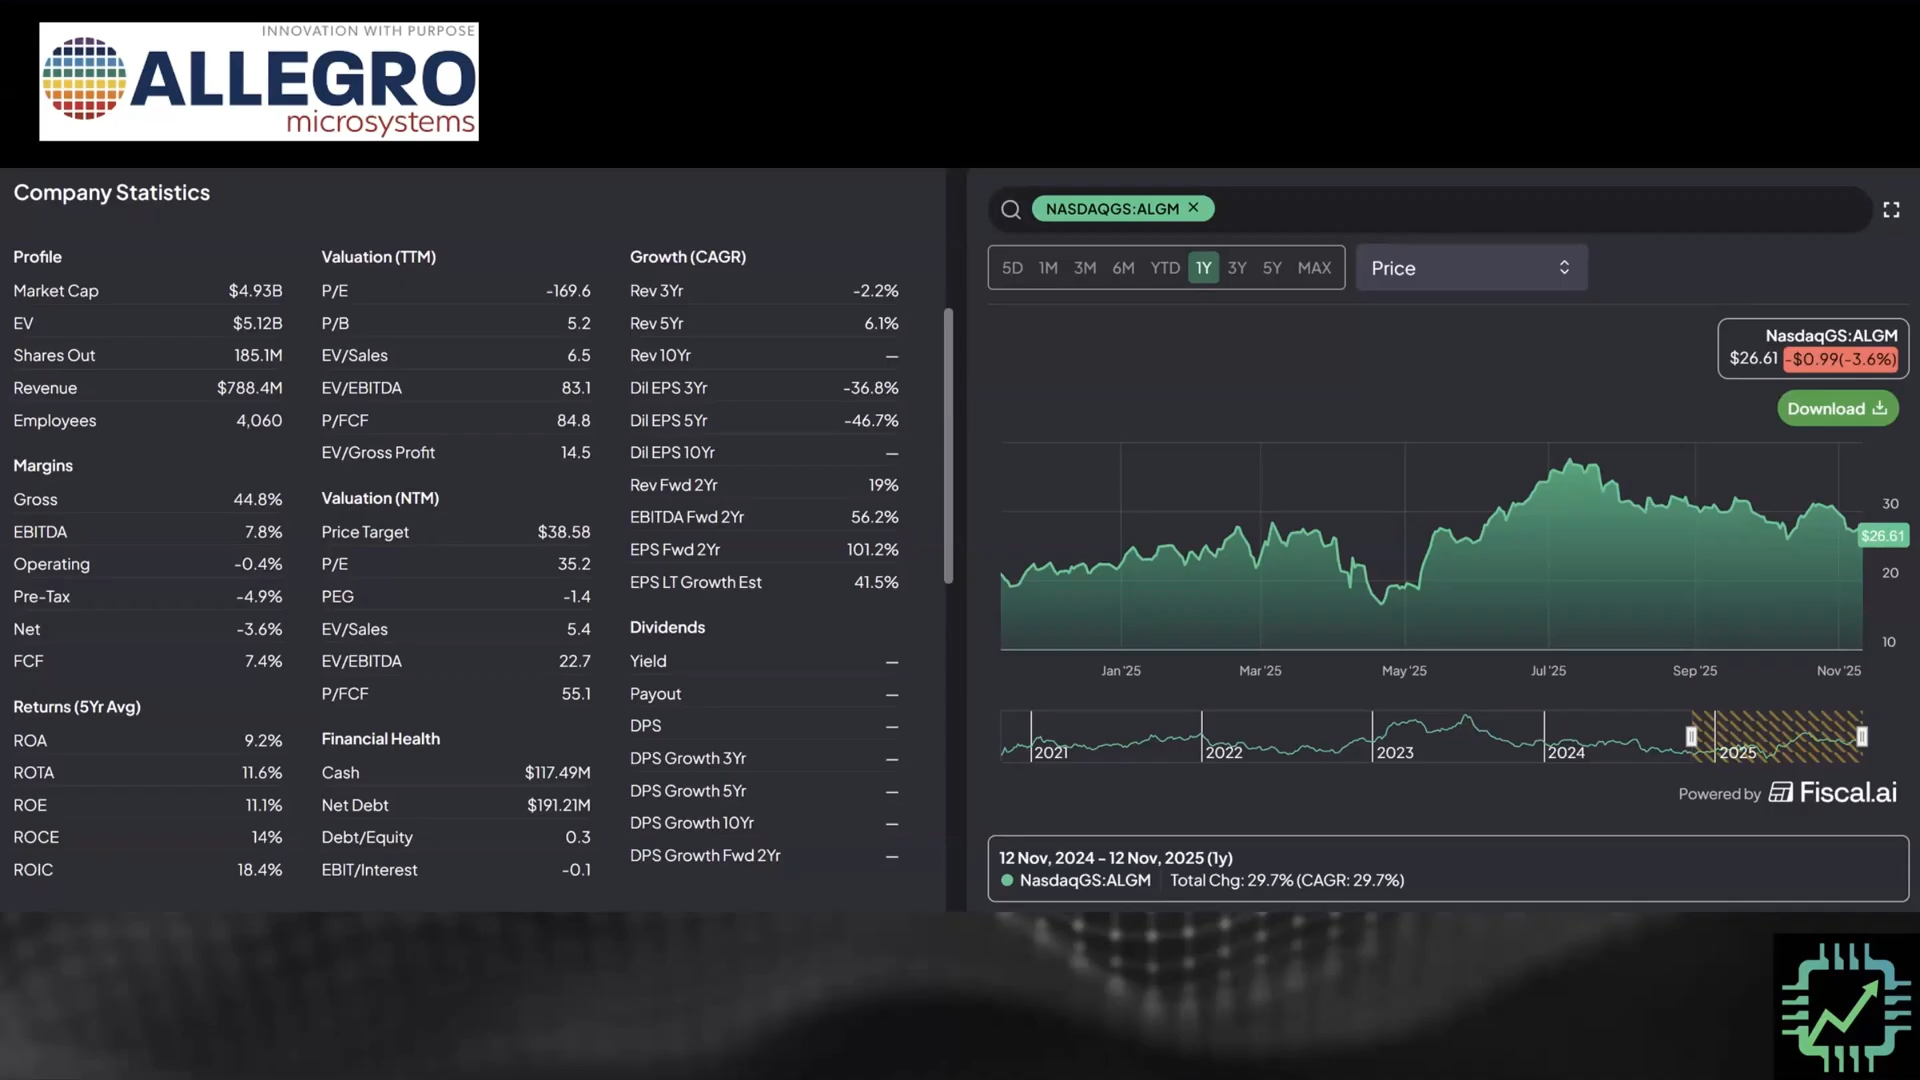 INNOVATION WITH PURPOSE
ALLEGRO
microsystems
Company Statistics
Profile
Market Cap $4.93B
EV $5.12B
Shares Out 185.1M
Revenue $788.4M
Employees 4,060
Margins
Gross 44.8%
EBITDA 7.8%
Operating -0.4%
Pre-Tax -4.9%
Net -3.6%
FCF 7.4%
Returns (5Yr Avg)
ROA 9.2%
ROTA 11.6%
ROE 11.1%
ROCE 14%
ROIC 18.4%
Valuation (TTM)
P/E -169.6
P/B 5.2
EV/Sales 6.5
EV/EBITDA 83.1
P/FCF 84.8
EV/Gross Profit 14.5
Valuation (NTM)
Price Target $38.58
P/E 35.2
PEG -1.4
EV/Sales 5.4
EV/EBITDA 22.7
P/FCF 55.1
Financial Health
Cash $117.49M
Net Debt $191.21M
Debt/Equity 0.3
EBIT/Interest -0.1
Growth (CAGR)
Rev 3Yr -2.2%
Rev 5Yr 6.1%
Rev 10Yr —
Dil EPS 3Yr -36.8%
Dil EPS 5Yr -46.7%
Dil EPS 10Yr —
Rev Fwd 2Yr 19%
EBITDA Fwd 2Yr 56.2%
EPS Fwd 2Yr 101.2%
EPS LT Growth Est 41.5%
Dividends
Yield —
Payout —
DPS —
DPS Growth 3Yr —
DPS Growth 5Yr —
DPS Growth 10Yr —
DPS Growth Fwd 2Yr —
NASDAQGS:ALGM ×
5D 1M 3M 6M YTD 1Y 3Y 5Y MAX
Price
NasdaqGS:ALGM
$26.61 -$0.99(-3.6%)
Download
30
$26.61
20
10
Jan '25 Mar '25 May '25 Jul '25 Sep '25 Nov '25
2021 2022 2023 2024 2025
Powered by Fiscal.ai
12 Nov, 2024 - 12 Nov, 2025 (1y)
NasdaqGS:ALGM Total Chg: 29.7% (CAGR: 29.7%)